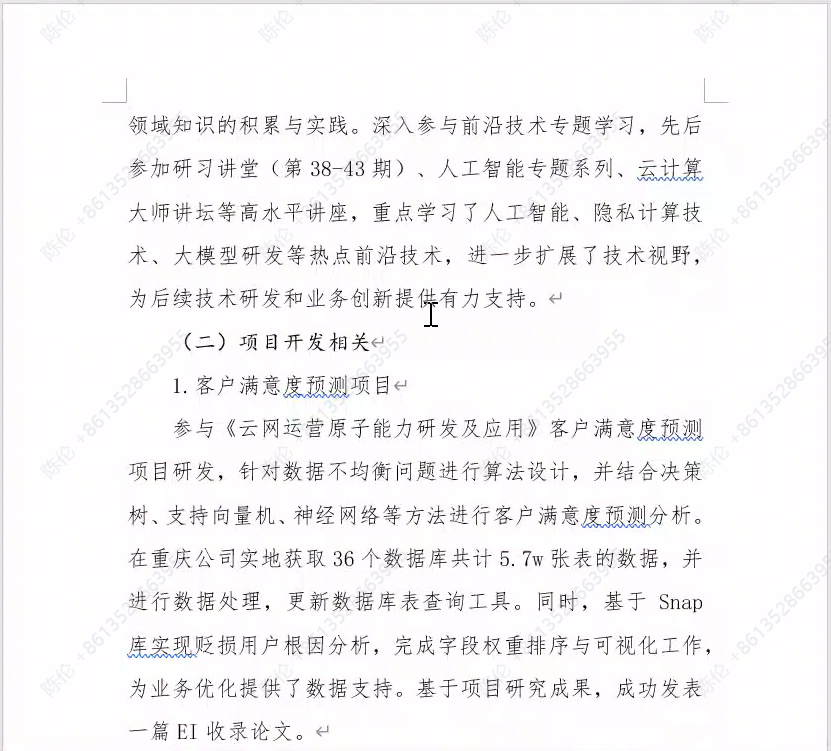 陈伦 +8613528663955
领域知识的积累与实践。深入参与前沿技术专题学习，先后
参加研习讲堂（第 38-43 期）、人工智能专题系列、云计算
大师讲坛等高水平讲座，重点学习了人工智能、隐私计算技
术、大模型研发等热点前沿技术，进一步扩展了技术视野，
为后续技术研发和业务创新提供有力支持。
（二）项目开发相关
1. 客户满意度预测项目
参与《云网运营原子能力研发及应用》客户满意度预测
项目研发，针对数据不均衡问题进行算法设计，并结合决策
树、支持向量机、神经网络等方法进行客户满意度预测分析。
在重庆公司实地获取 36 个数据库共计 5.7w 张表的数据，并
进行数据处理，更新数据库表查询工具。同时，基于 Snap
库实现贬损用户根因分析，完成字段权重排序与可视化工作，
为业务优化提供了数据支持。基于项目研究成果，成功发表
一篇 EI 收录论文。